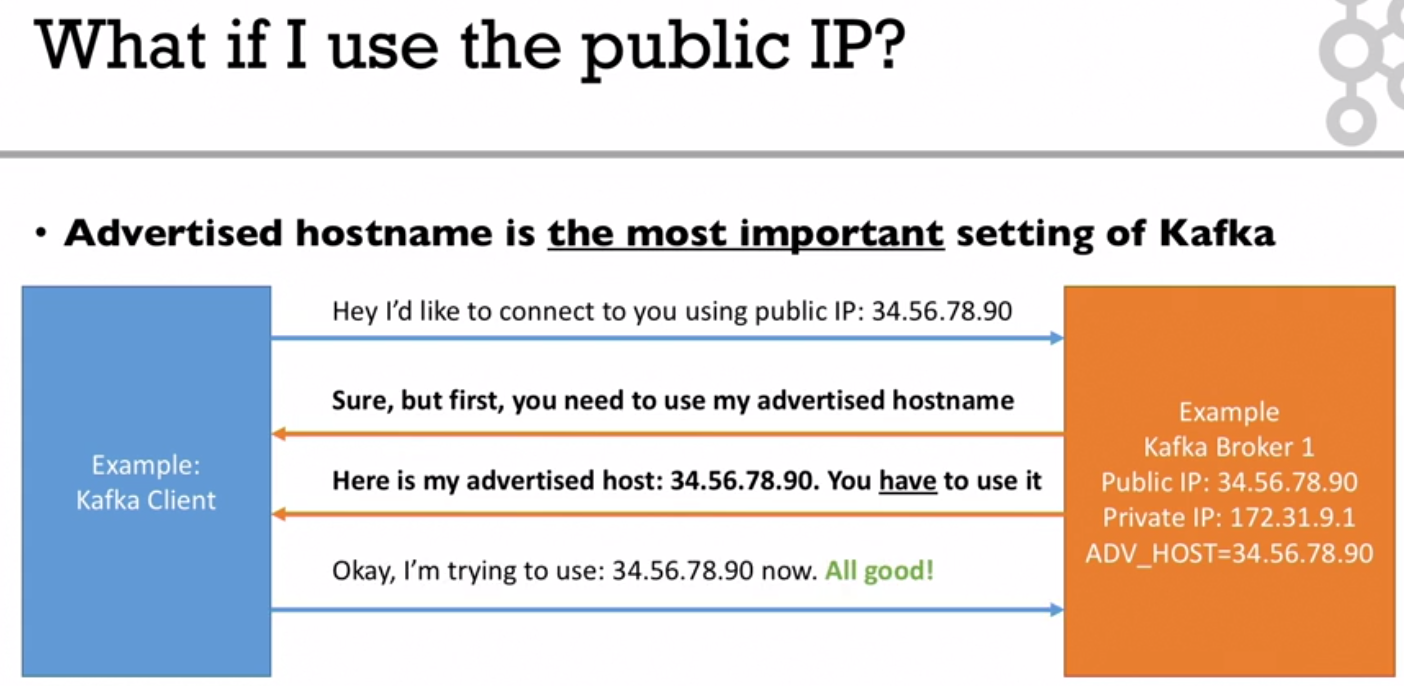 What if I use the public IP?
• Advertised hostname is the most important setting of Kafka
Hey I’d like to connect to you using public IP: 34.56.78.90
Sure, but first, you need to use my advertised hostname
Here is my advertised host: 34.56.78.90. You have to use it
Okay, I’m trying to use: 34.56.78.90 now. All good!
Example:
Kafka Client
Example
Kafka Broker 1
Public IP: 34.56.78.90
Private IP: 172.31.9.1
ADV_HOST=34.56.78.90